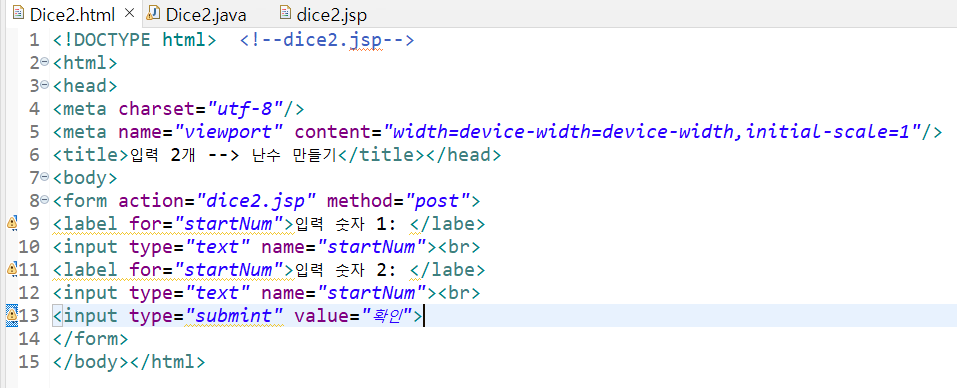 Dice2.html Dice2.java dice2.jsp
1 <!DOCTYPE html>  <!--dice2.jsp-->
2 <html>
3 <head>
4 <meta charset="utf-8"/>
5 <meta name="viewport" content="width=device-width=device-width,initial-scale=1"/>
6 <title>입력 2개 --> 난수 만들기</title></head>
7 <body>
8 <form action="dice2.jsp" method="post">
9 <label for="startNum">입력 숫자 1: </labe>
10 <input type="text" name="startNum"><br>
11 <label for="startNum">입력 숫자 2: </labe>
12 <input type="text" name="startNum"><br>
13 <input type="submint" value="확인">
14 </form>
15 </body></html>